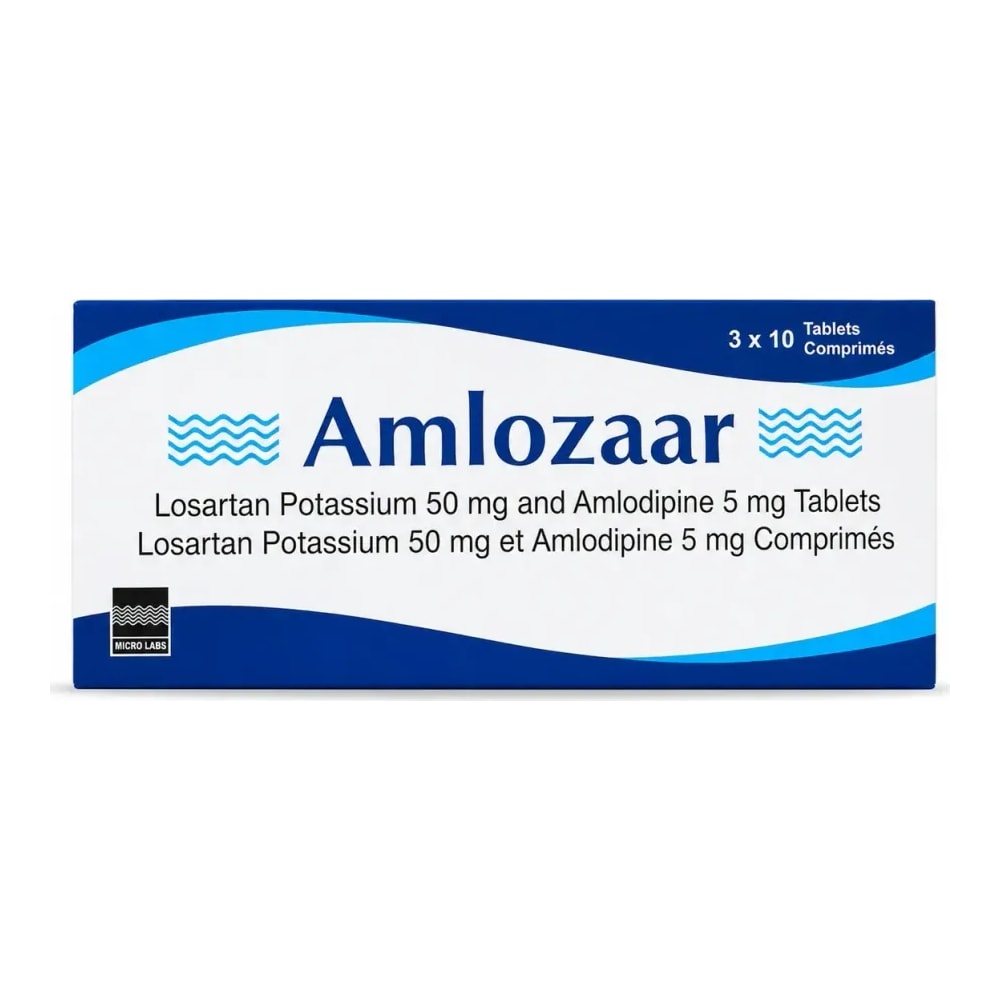 3 x 10 Tablets
Comprimés
Amlozaar
Losartan Potassium 50 mg and Amlodipine 5 mg Tablets
Losartan Potassium 50 mg et Amlodipine 5 mg Comprimés
MICRO LABS